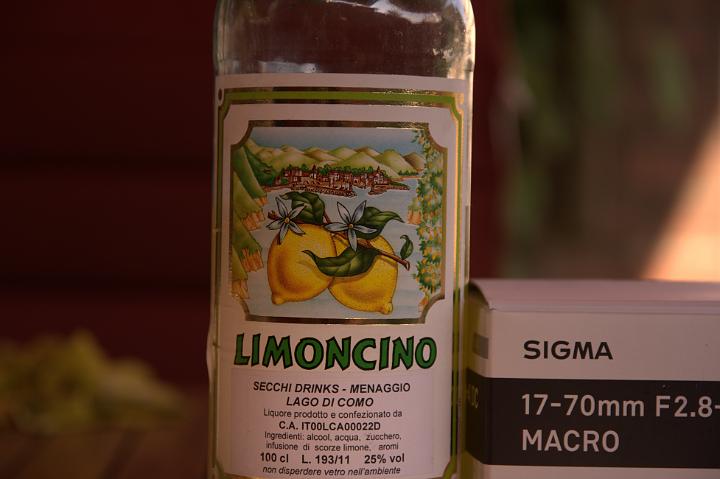 LIMONCINO
SECCHI DRINKS - MENAGGIO
LAGO DI COMO
Liquore prodotto e confezionato da
C.A. IT00LCA00022D
Ingredienti: alcool, acqua, zucchero,
infusione di scorze limone, aromi
100 cl L. 193/11 25% vol
non disperdere vetro nell'ambiente
SIGMA
17-70mm F2.8-
MACRO